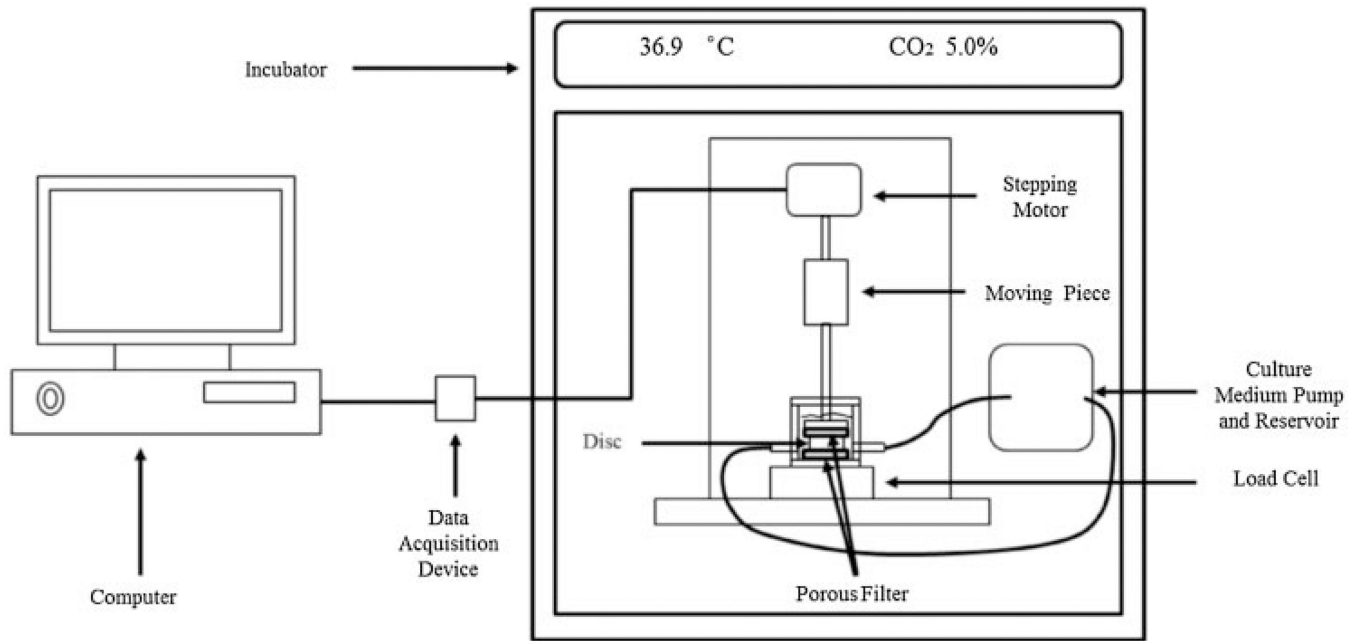 36.9 °C CO₂ 5.0%
Incubator
Stepping
Motor
Moving Piece
Culture
Medium Pump
and Reservoir
Disc
Load Cell
Data
Acquisition
Device
Computer
Porous Filter